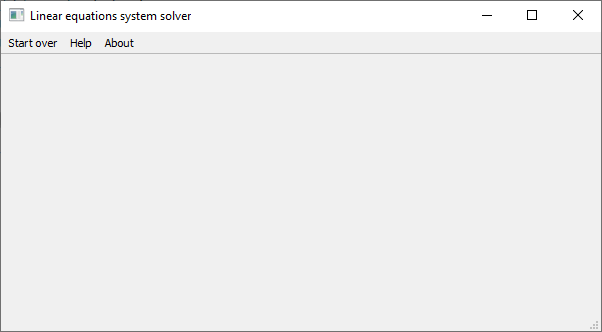 Linear equations system solver
Start over Help About